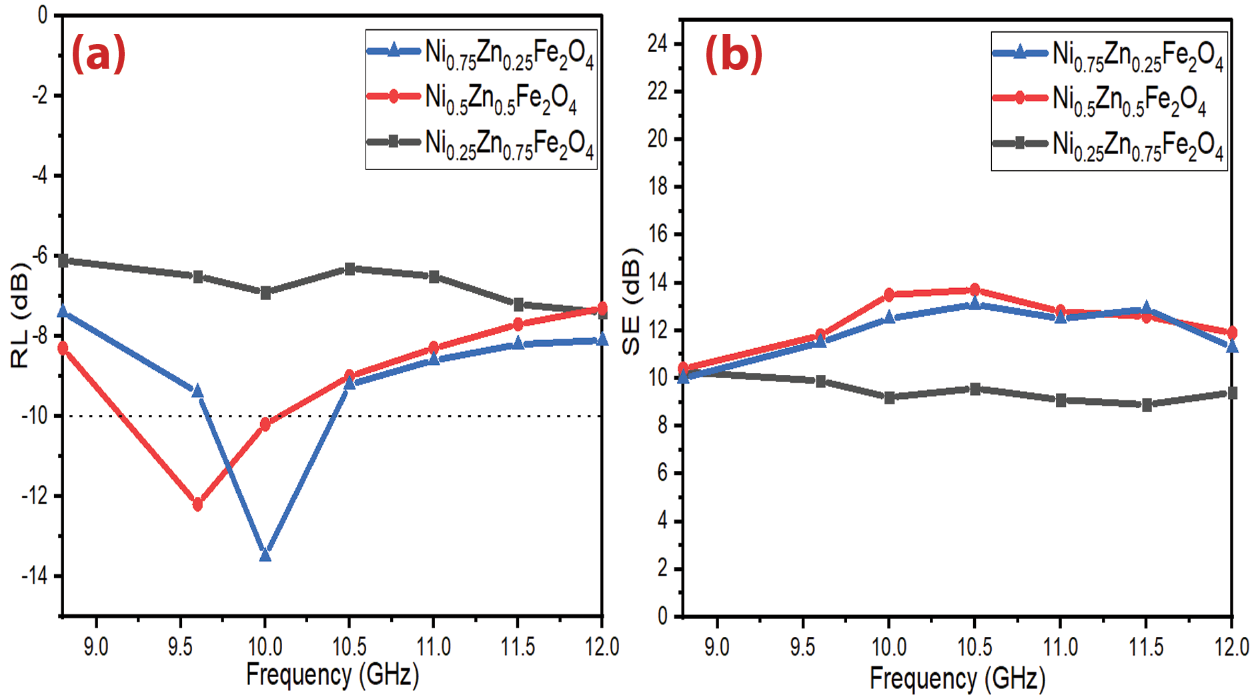 (a)
Ni0.75Zn0.25Fe2O4
Ni0.5Zn0.5Fe2O4
Ni0.25Zn0.75Fe2O4
0
-2
-4
-6
-8
-10
-12
-14
RL (dB)
9.0 9.5 10.0 10.5 11.0 11.5 12.0
Frequency (GHz)
(b)
Ni0.75Zn0.25Fe2O4
Ni0.5Zn0.5Fe2O4
Ni0.25Zn0.75Fe2O4
24
22
20
18
16
14
12
10
8
6
4
2
0
SE (dB)
9.0 9.5 10.0 10.5 11.0 11.5 12.0
Frequency (GHz)